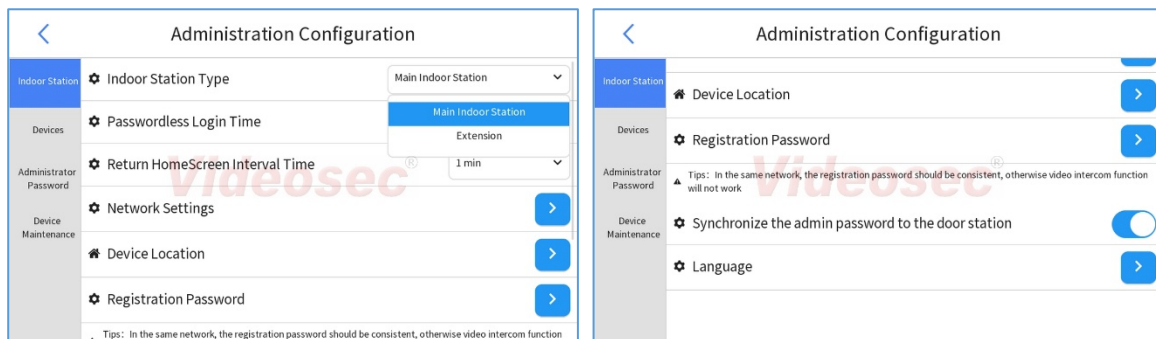 Administration Configuration
Indoor Station
Devices
Administrator
Password
Device
Maintenance
Indoor Station Type
Main Indoor Station
Main Indoor Station
Extension
Passwordless Login Time
Return HomeScreen Interval Time
1 min
Network Settings
Device Location
Registration Password
Tips: In the same network, the registration password should be consistent, otherwise video intercom function
Videosec®
Administration Configuration
Indoor Station
Devices
Administrator
Password
Device
Maintenance
Device Location
Registration Password
Tips: In the same network, the registration password should be consistent, otherwise video intercom function
will not work
Synchronize the admin password to the door station
Language
Videosec®